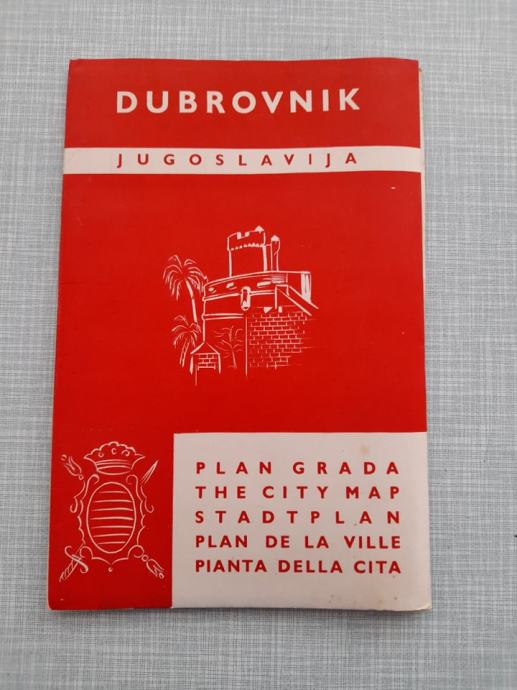 DUBROVNIK
JUGOSLAVIJA
PLAN GRADA
THE CITY MAP
STADTPLAN
PLAN DE LA VILLE
PIANTA DELLA CITA